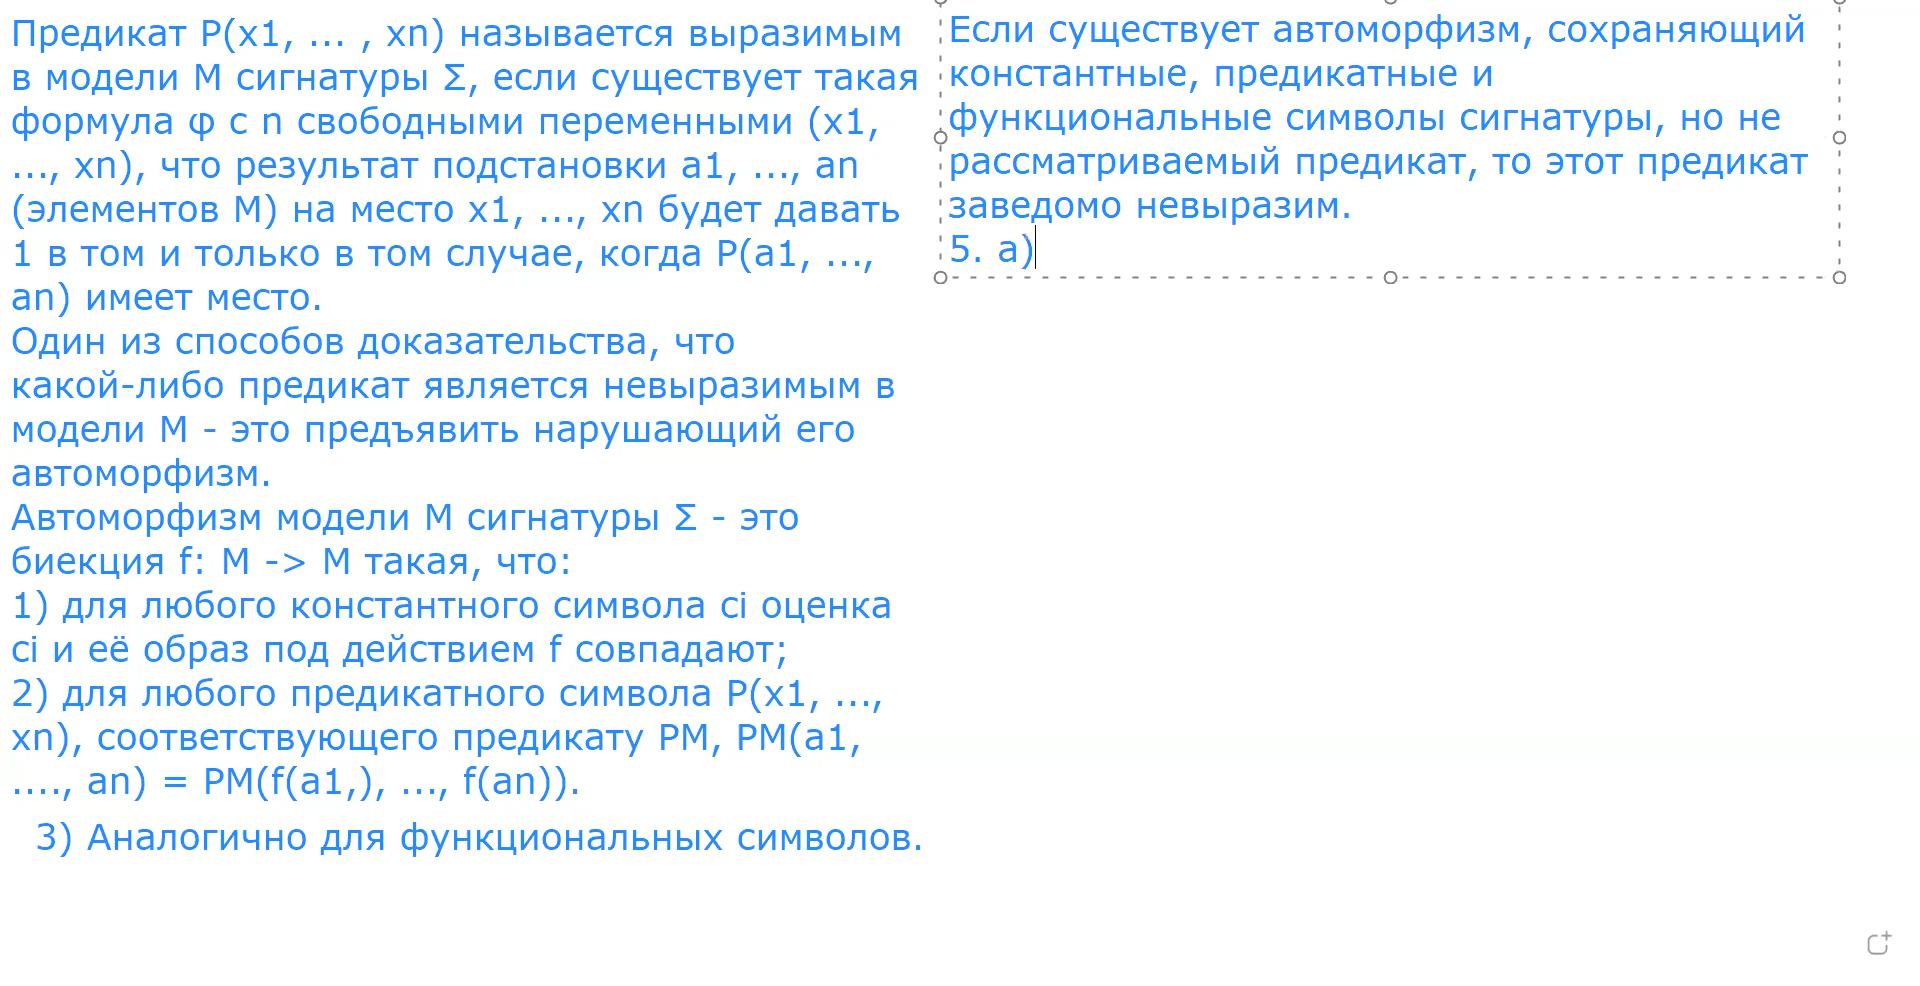 Предикат P(x1, ... , xn) называется выразимым
в модели M сигнатуры Σ, если существует такая
формула φ с n свободными переменными (x1,
..., xn), что результат подстановки a1, ..., an
(элементов M) на место x1, ..., xn будет давать
1 в том и только в том случае, когда P(a1, ...,
an) имеет место.
Один из способов доказательства, что
какой-либо предикат является невыразимым в
модели M - это предъявить нарушающий его
автоморфизм.
Автоморфизм модели M сигнатуры Σ - это
биекция f: M -> M такая, что:
1) для любого константного символа ci оценка
ci и её образ под действием f совпадают;
2) для любого предикатного символа P(x1, ...,
xn), соответствующего предикату PM, PM(a1,
...., an) = PM(f(a1,), ..., f(an)).
3) Аналогично для функциональных символов.
Если существует автоморфизм, сохраняющий
константные, предикатные и
функциональные символы сигнатуры, но не
рассматриваемый предикат, то этот предикат
заведомо невыразим.
5. а)